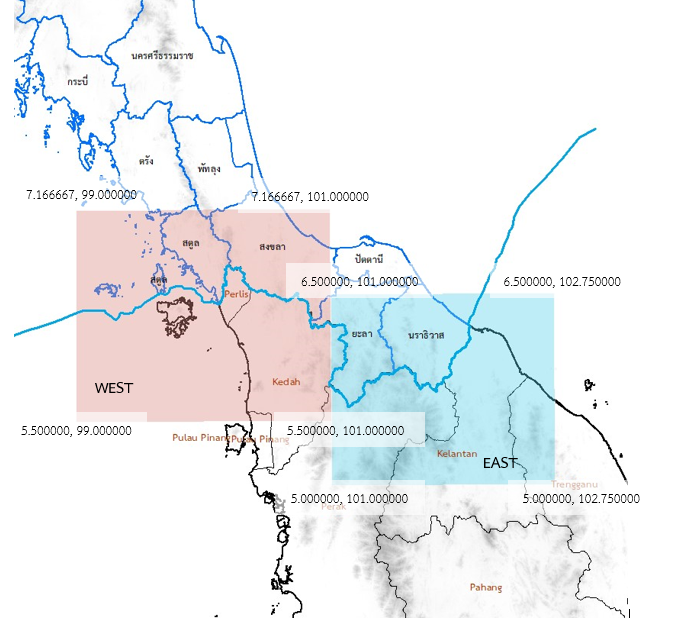 นครศรีธรรมราช
กระบี่
ตรัง
พัทลุง
7.166667, 99.000000
7.166667, 101.000000
สตูล
สงขลา
ปัตตานี
สตูล
6.500000, 101.000000
6.500000, 102.750000
Perlis
ยะลา
นราธิวาส
Kedah
WEST
5.500000, 99.000000
5.500000, 101.000000
Pulau Pinang
Pulau Pinang
Kelantan
EAST
Trengganu
5.000000, 101.000000
5.000000, 102.750000
Perak
Pahang